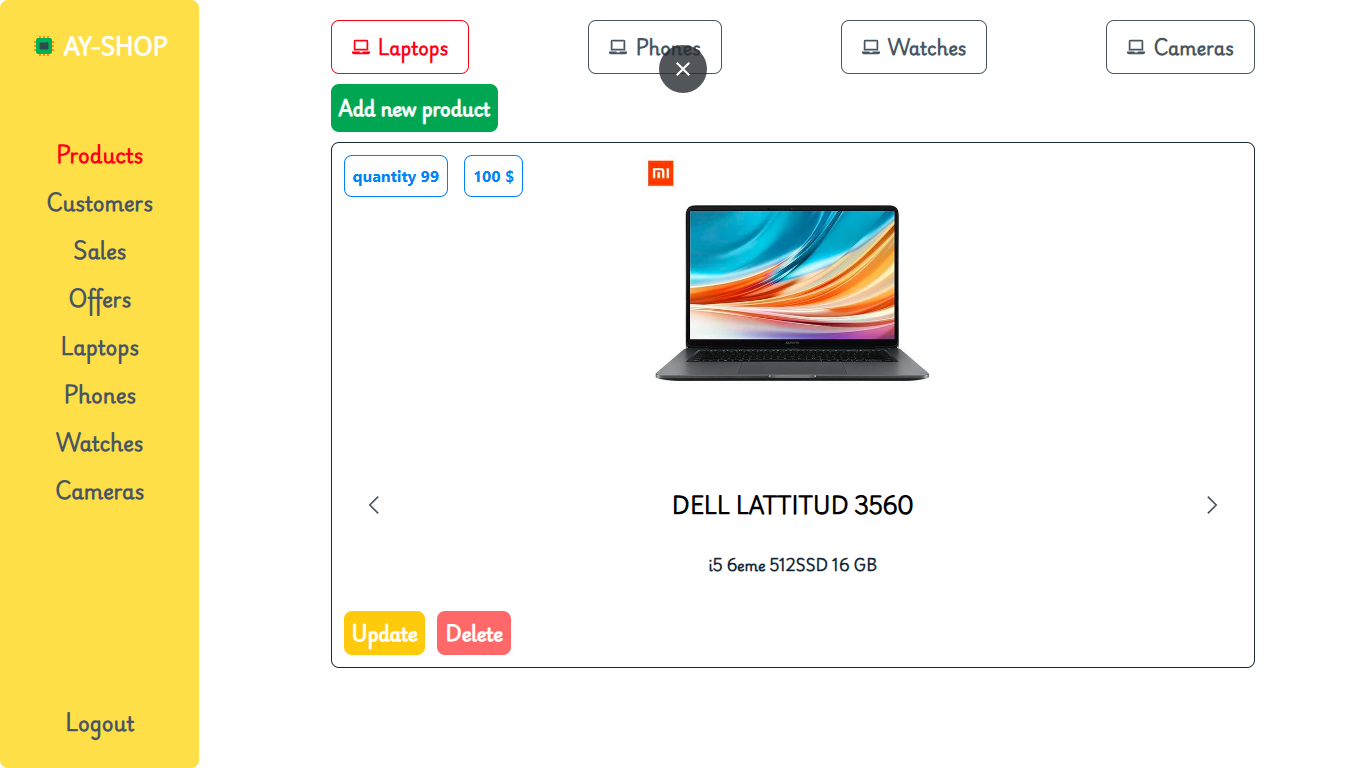 AY-SHOP
Products
Customers
Sales
Offers
Laptops
Phones
Watches
Cameras
Logout
Laptops
Phones
Watches
Cameras
Add new product
quantity 99
100 $
mi
DELL LATTITUD 3560
i5 6eme 512SSD 16 GB
Update
Delete